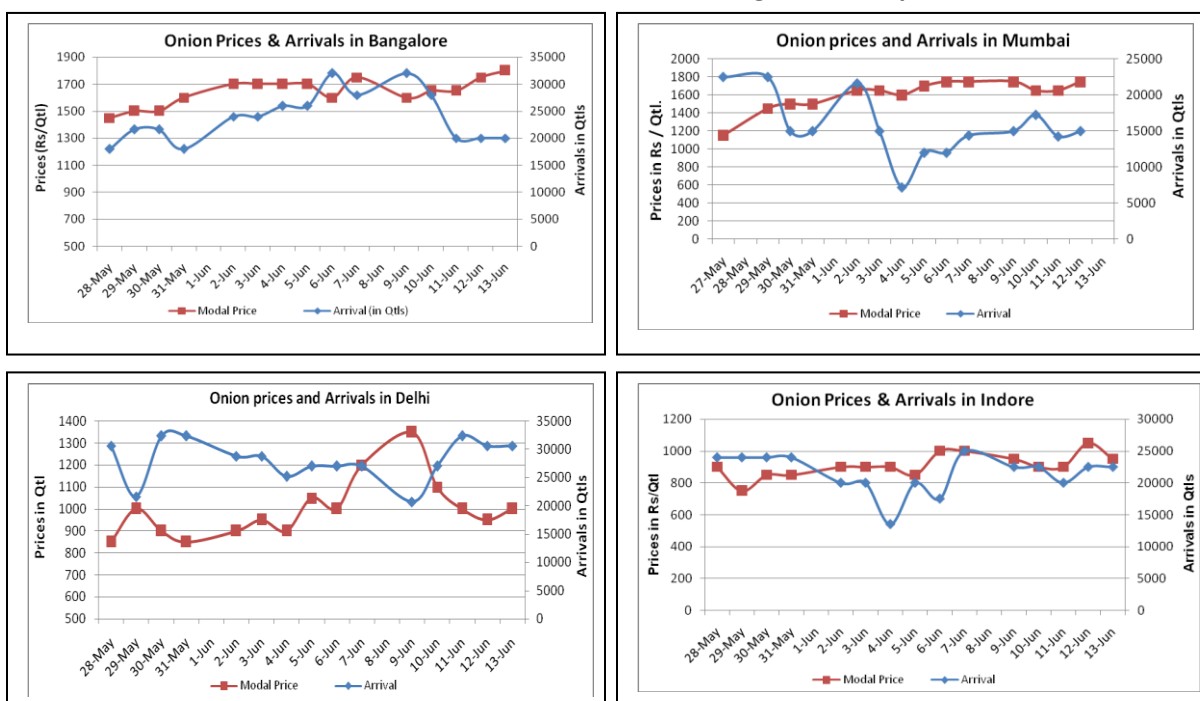 Onion Prices & Arrivals in Bangalore
1900
1700
1500
1300
1100
900
700
500
Prices (Rs/Qtl)
35000
30000
25000
20000
15000
10000
5000
0
Arrivals in Qtls
28-May
29-May
30-May
31-May
1-Jun
2-Jun
3-Jun
4-Jun
5-Jun
6-Jun
7-Jun
8-Jun
9-Jun
10-Jun
11-Jun
12-Jun
13-Jun
Modal Price
Arrival (in Qtls)
Onion prices and Arrivals in Mumbai
2000
1800
1600
1400
1200
1000
800
600
400
200
0
Prices in Rs / Qtl.
25000
20000
15000
10000
5000
0
Arrivals in Qtls
27-May
28-May
29-May
30-May
31-May
1-Jun
2-Jun
3-Jun
4-Jun
5-Jun
6-Jun
7-Jun
8-Jun
9-Jun
10-Jun
11-Jun
12-Jun
13-Jun
Modal Price
Arrival
Onion prices and Arrivals in Delhi
1400
1300
1200
1100
1000
900
800
700
600
500
Prices in Qtl
35000
30000
25000
20000
15000
10000
5000
0
Arrivals in Qtls
28-May
29-May
30-May
31-May
1-Jun
2-Jun
3-Jun
4-Jun
5-Jun
6-Jun
7-Jun
8-Jun
9-Jun
10-Jun
11-Jun
12-Jun
13-Jun
Modal Price
Arrival
Onion Prices & Arrivals in Indore
1200
1000
800
600
400
200
0
Prices in Rs/Qtl
30000
25000
20000
15000
10000
5000
0
Arrivals in Qtls
28-May
29-May
30-May
31-May
1-Jun
2-Jun
3-Jun
4-Jun
5-Jun
6-Jun
7-Jun
8-Jun
9-Jun
10-Jun
11-Jun
12-Jun
13-Jun
Modal Price
Arrival